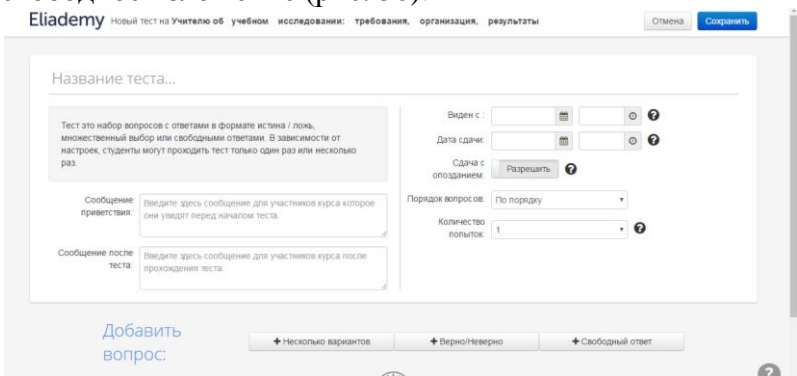 Eliademy Новый тест на Учителю об учебном исследовании: требования, организация, результаты
Отмена
Сохранить
Название теста...
Тест это набор вопросов с ответами в формате истина / ложь,
множественный выбор или свободными ответами. В зависимости от
настроек, студенты могут проходить тест только один раз или несколько
раз.
Сообщение
приветствия:
Введите здесь сообщение для участников курса которое
они увидят перед началом теста.
Сообщение после
теста:
Введите здесь сообщение для участников курса после
прохождения теста.
Виден с :
Дата сдачи:
Сдача с
опозданием:
Разрешить
Порядок вопросов:
По порядку
Количество
попыток:
1
Добавить
вопрос:
+ Несколько вариантов
+ Верно/Неверно
+ Свободный ответ